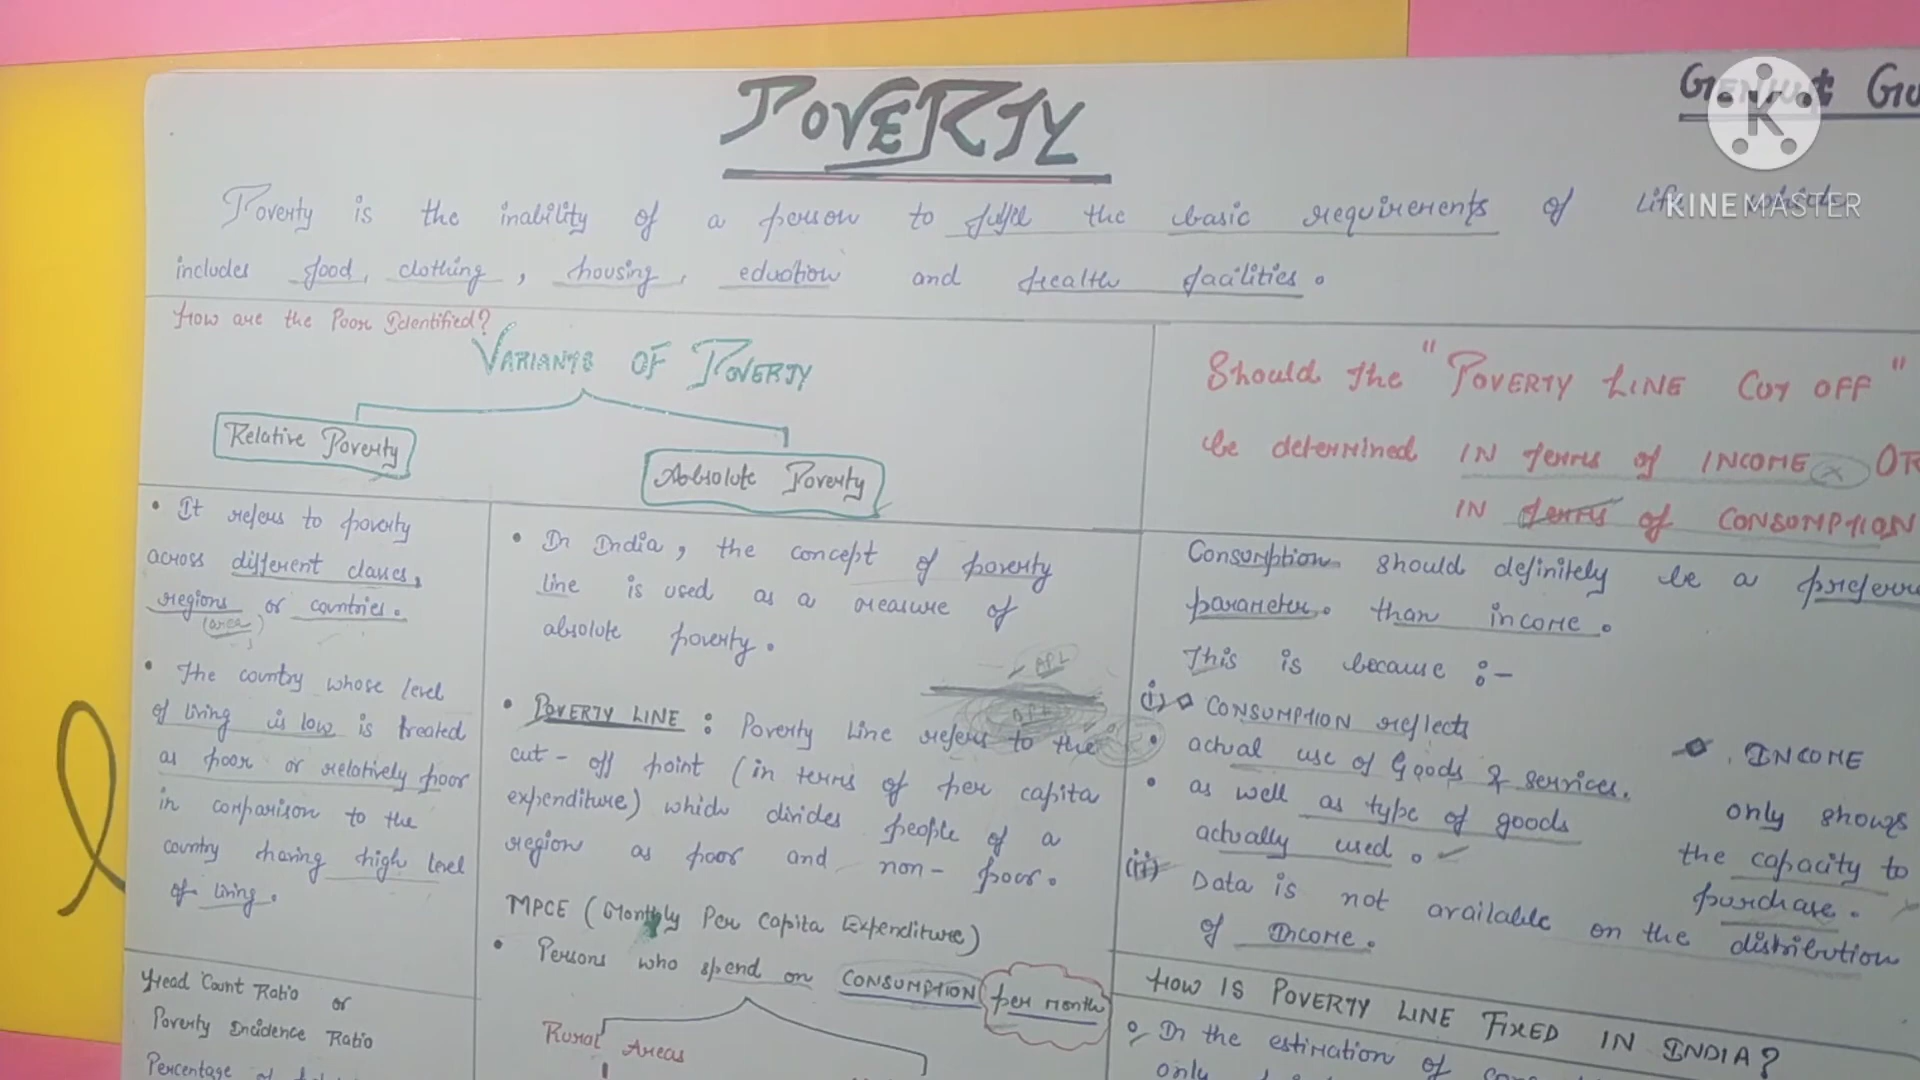 POVERTY
KINEMASTER
Poverty is the inability of a person to fulfil the basic requirements of life which
includes food, clothing, housing, eduction and health facilities.
How are the Poor Identified?
VARIANTS OF POVERTY
Relative Poverty
Absolute Poverty
• It refers to poverty
across different classes,
regions or countries.
(area)
• The country whose level
of living is low is treated
as poor or relatively poor
in comparison to the
country having high level
of living.
Head Count Ratio or
Poverty Incidence Ratio
Percentage of
• In India, the concept of poverty
line is used as a measure of
absolute poverty.
APL
BPL
• POVERTY LINE : Poverty Line refers to the
cut-off point (in terms of per capita
expenditure) which divides people of a
region as poor and non-poor.
MPCE (Monthly Per Capita Expenditure)
• Persons who spend on CONSUMPTION per month
Rural Areas
Should the "POVERTY LINE CUT OFF"
be determined IN terms of INCOME (x) OR
IN terms of CONSUMPTION
Consumption should definitely be a
parameter. than income.
This is because :-
(i) CONSUMPTION reflects
• actual use of Goods & services.
• as well as type of goods
actually used.
INCOME
only shows
the capacity to
purchase.
(ii) Data is not available on the distribution
of Income.
HOW IS POVERTY LINE FIXED IN INDIA?
In the estimation of
only